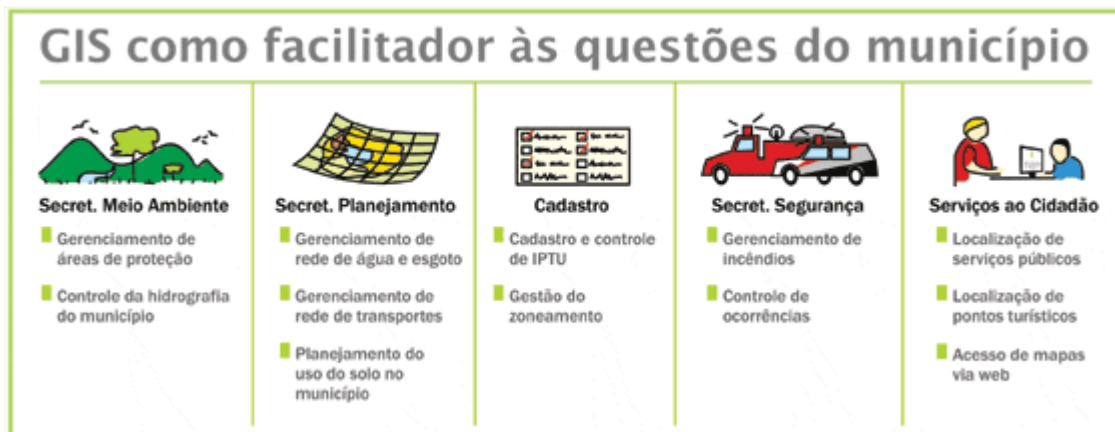 GIS como facilitador às questões do município
Secret. Meio Ambiente
Gerenciamento de
áreas de proteção
Controle da hidrografia
do município
Secret. Planejamento
Gerenciamento de
rede de água e esgoto
Gerenciamento de
rede de transportes
Planejamento do
uso do solo no
município
Cadastro
Cadastro e controle
de IPTU
Gestão do
zoneamento
Secret. Segurança
Gerenciamento de
incêndios
Controle de
ocorrências
Serviços ao Cidadão
Localização de
serviços públicos
Localização de
pontos turísticos
Acesso de mapas
via web